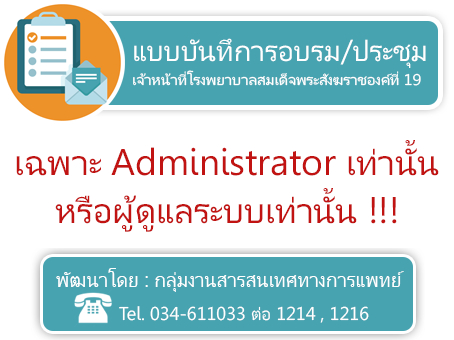 แบบบันทึการอบรม/ประชุม
เจ้าหน้าที่โรงพยาบาลสมเด็จพระสังฆราชองค์ที่ 19
เฉพาะ Administrator เท่านั้น
หรือผู้ดูแลระบบเท่านั้น !!!
พัฒนาโดย : กลุ่มงานสารสนเทศทางการแพทย์
Tel. 034-611033 ต่อ 1214 , 1216